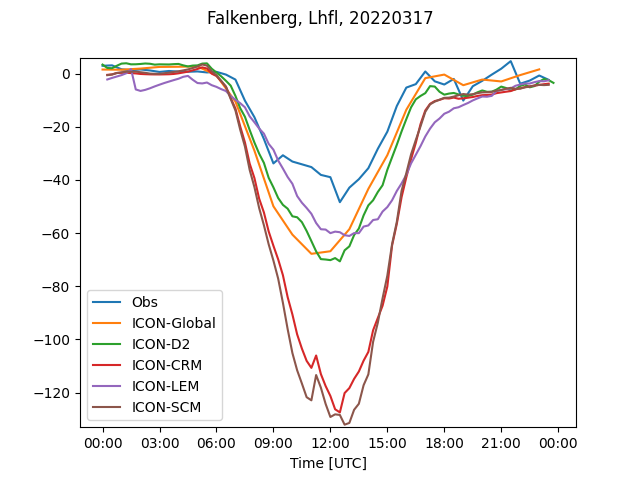 Falkenberg, Lhfl, 20220317
0
−20
−40
−60
−80
−100
−120
Obs
ICON-Global
ICON-D2
ICON-CRM
ICON-LEM
ICON-SCM
00:00 03:00 06:00 09:00 12:00 15:00 18:00 21:00 00:00
Time [UTC]